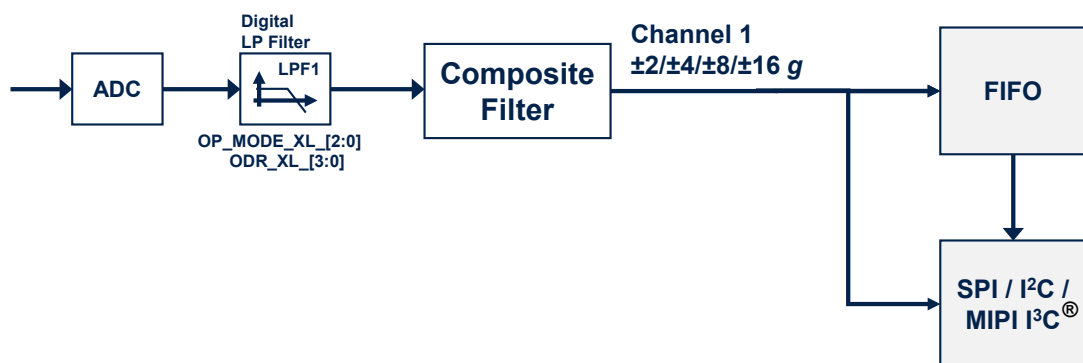 ADC
Digital
LP Filter
LPF1
OP_MODE_XL_[2:0]
ODR_XL_[3:0]
Composite
Filter
Channel 1
±2/±4/±8/±16 g
FIFO
SPI / I²C /
MIPI I³C®